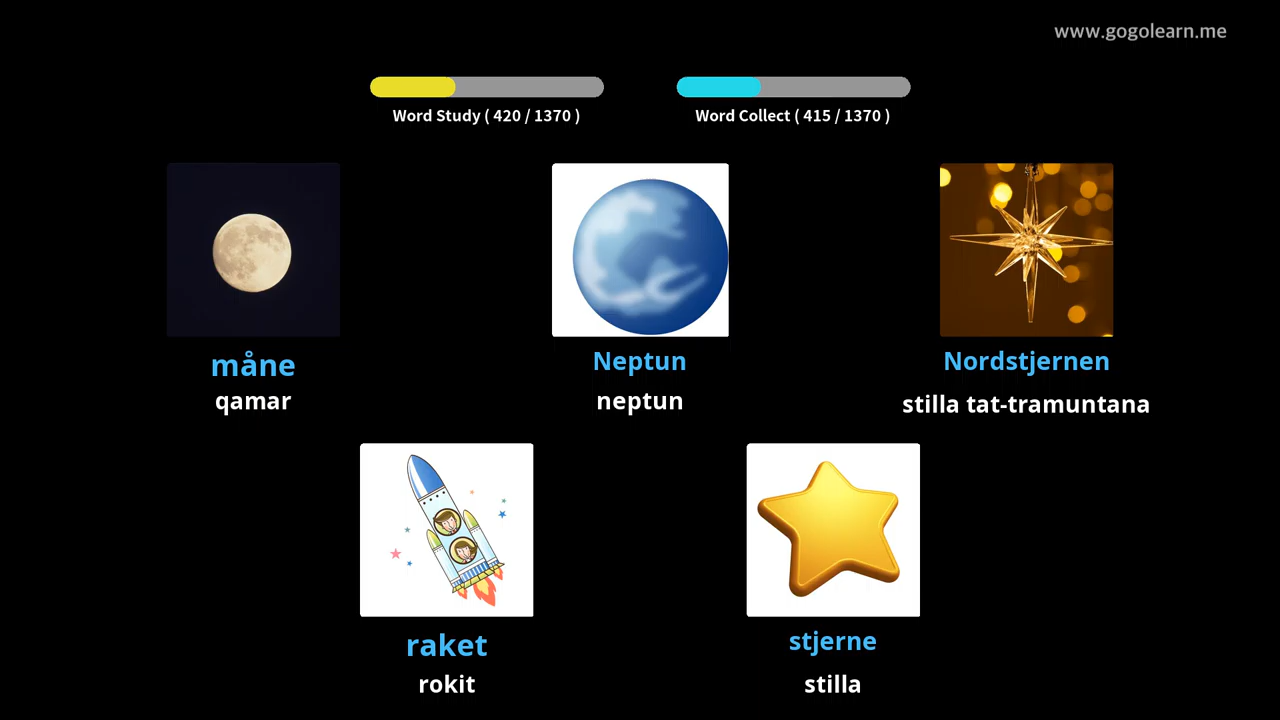 www.gogolearn.me
Word Study ( 420 / 1370 )
Word Collect ( 415 / 1370 )
måne
qamar
Neptun
neptun
Nordstjernen
stilla tat-tramuntana
raket
rokit
stjerne
stilla